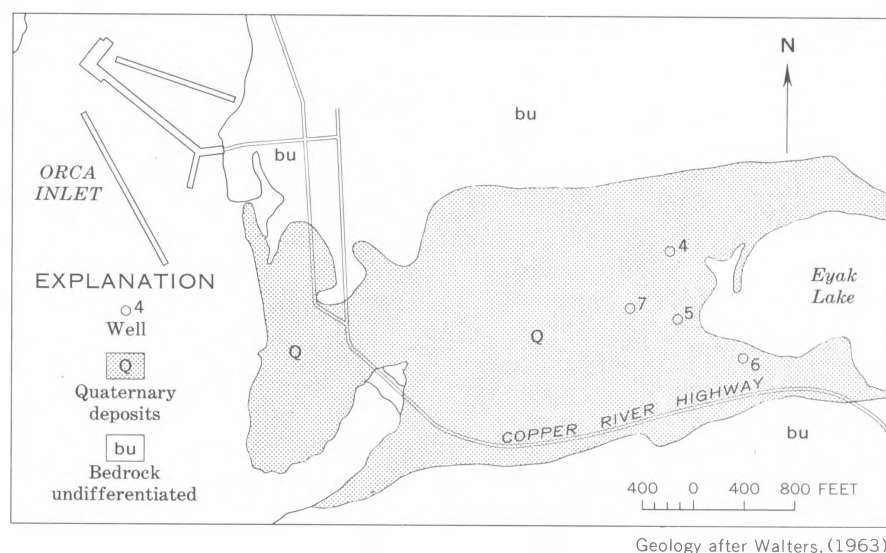 N
bu
bu
ORCA
INLET
4
EXPLANATION
4
Well
Eyak
Lake
7
5
Q
Q
Q
6
Quaternary
deposits
COPPER RIVER HIGHWAY
bu
bu
Bedrock
undifferentiated
400 0 400 800 FEET
Geology after Walters, (1963)